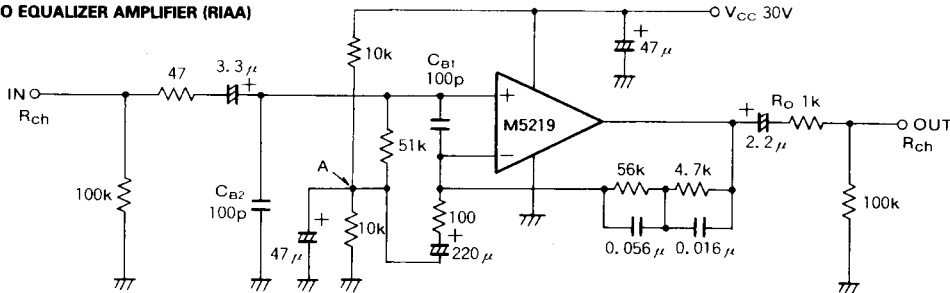 O EQUALIZER AMPLIFIER (RIAA)
VCC 30V
10k
+
47μ
47
3.3μ
+
CB1
100p
IN
Rch
+
M5219
−
+
RO 1k
OUT
Rch
2.2μ
51k
56k
4.7k
A
100k
CB2
100p
100
+
220μ
0.056μ
0.016μ
100k
+
47μ
10k